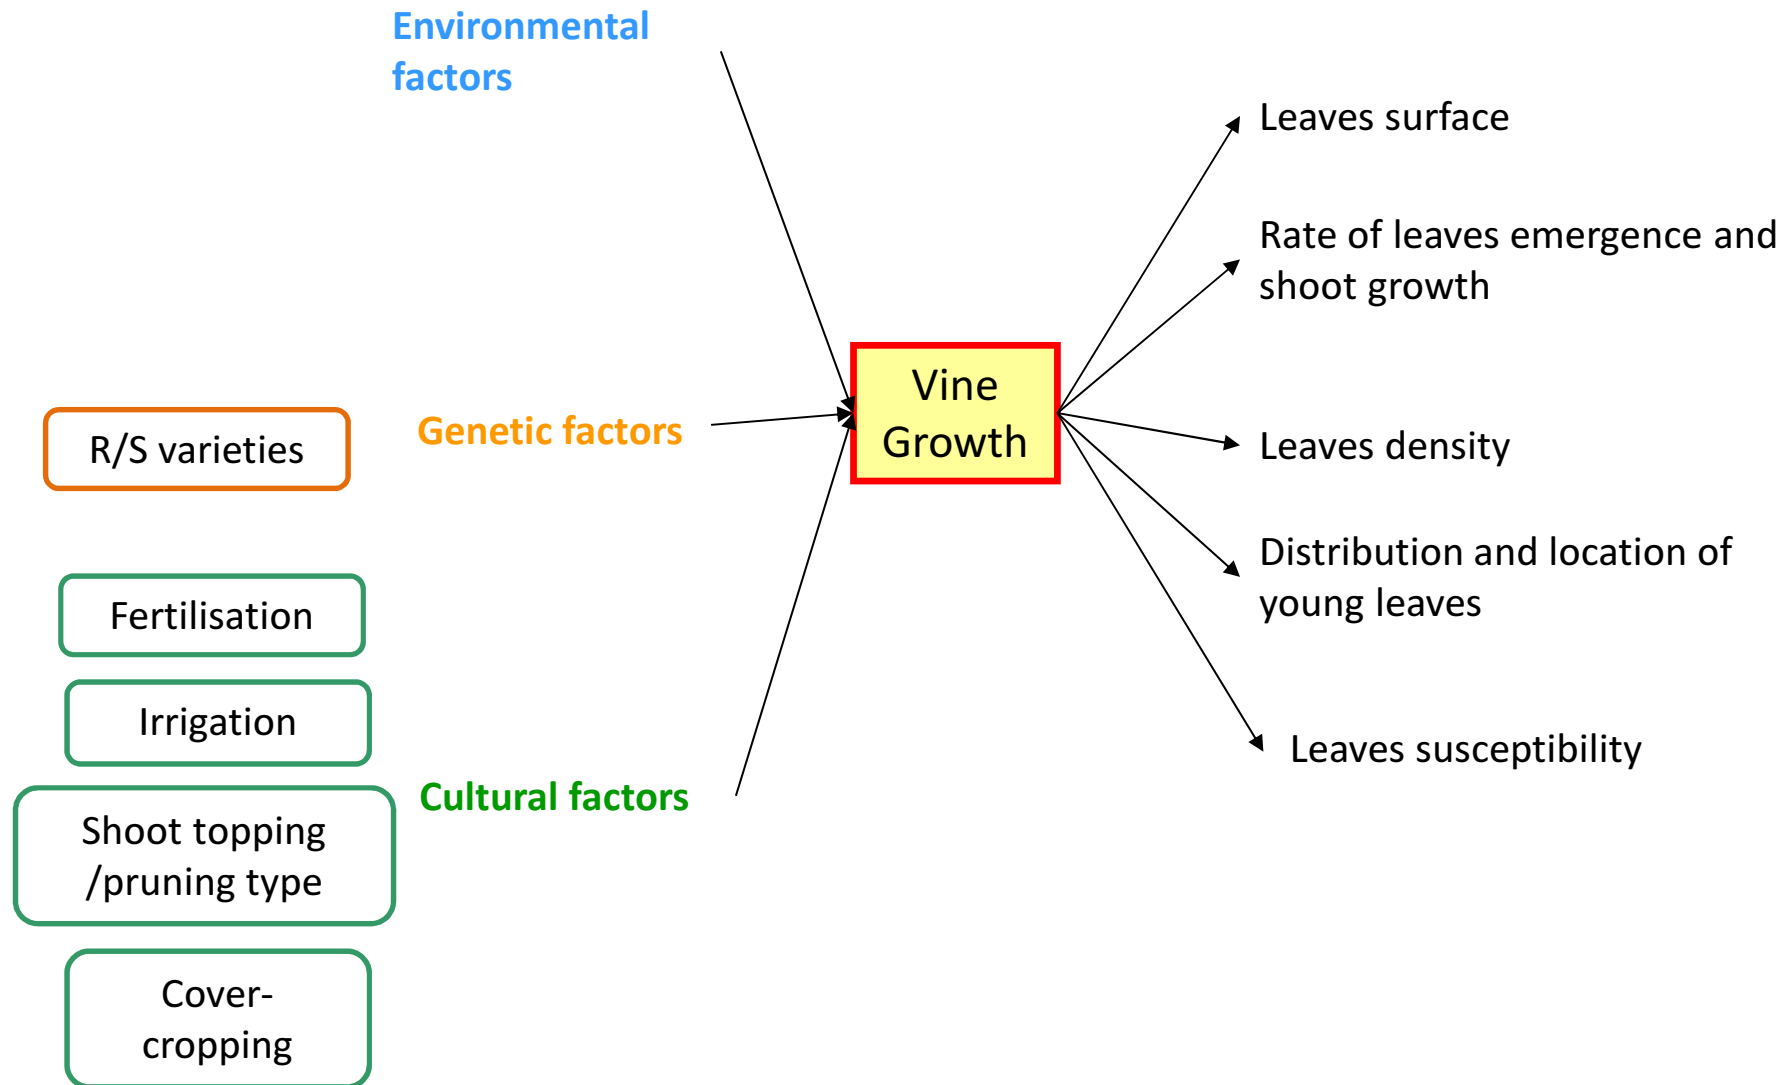 Environmental
factors
Leaves surface
Rate of leaves emergence and
shoot growth
Vine
Growth
R/S varieties
Genetic factors
Leaves density
Distribution and location of
young leaves
Fertilisation
Irrigation
Leaves susceptibility
Cultural factors
Shoot topping
/pruning type
Cover-
cropping